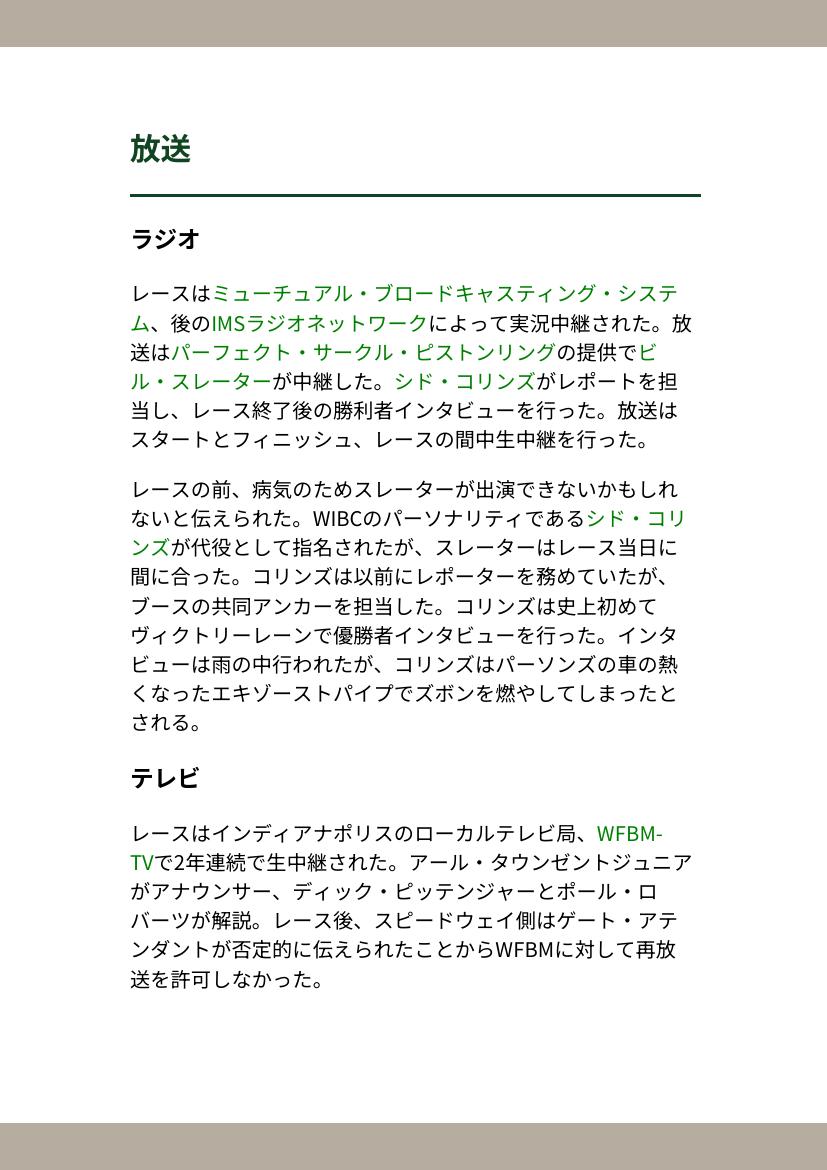 放送
ラジオ
レースはミューチュアル・ブロードキャスティング・システ
ム、後のIMSラジオネットワークによって実況中継された。放
送はパーフェクト・サークル・ピストンリングの提供でビ
ル・スレーターが中継した。シド・コリンズがレポートを担
当し、レース終了後の勝利者インタビューを行った。放送は
スタートとフィニッシュ、レースの間中生中継を行った。
レースの前、病気のためスレーターが出演できないかもしれ
ないと伝えられた。WIBCのパーソナリティであるシド・コリ
ンズが代役として指名されたが、スレーターはレース当日に
間に合った。コリンズは以前にレポーターを務めていたが、
ブースの共同アンカーを担当した。コリンズは史上初めて
ヴィクトリーレーンで優勝者インタビューを行った。インタ
ビューは雨の中行われたが、コリンズはパーソンズの車の熱
くなったエキゾーストパイプでズボンを燃やしてしまったと
される。
テレビ
レースはインディアナポリスのローカルテレビ局、WFBM-
TVで2年連続で生中継された。アール・タウンゼントジュニア
がアナウンサー、ディック・ピッテンジャーとポール・ロ
バーツが解説。レース後、スピードウェイ側はゲート・アテ
ンダントが否定的に伝えられたことからWFBMに対して再放
送を許可しなかった。